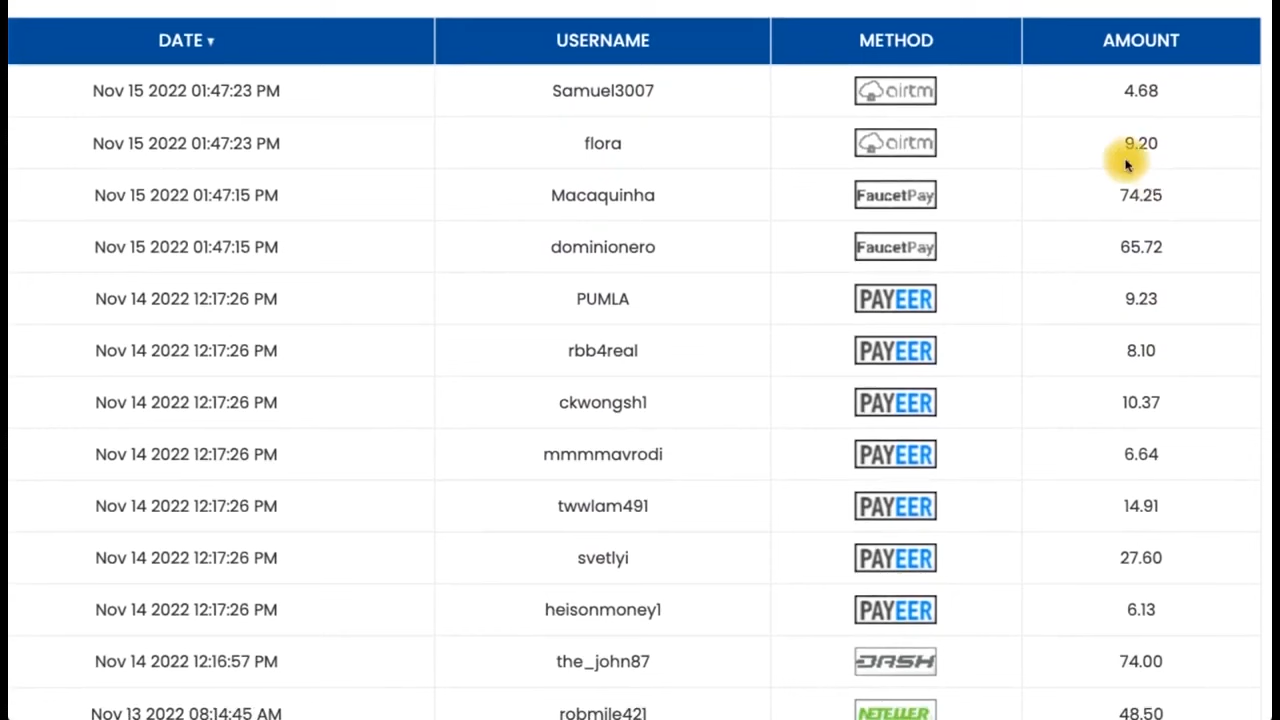 DATE ▾ USERNAME METHOD AMOUNT
Nov 15 2022 01:47:23 PM Samuel3007 airtm 4.68
Nov 15 2022 01:47:23 PM flora airtm 9.20
Nov 15 2022 01:47:15 PM Macaquinha FaucetPay 74.25
Nov 15 2022 01:47:15 PM dominionero FaucetPay 65.72
Nov 14 2022 12:17:26 PM PUMLA PAYEER 9.23
Nov 14 2022 12:17:26 PM rbb4real PAYEER 8.10
Nov 14 2022 12:17:26 PM ckwongsh1 PAYEER 10.37
Nov 14 2022 12:17:26 PM mmmmavrodi PAYEER 6.64
Nov 14 2022 12:17:26 PM twwlam491 PAYEER 14.91
Nov 14 2022 12:17:26 PM svetlyi PAYEER 27.60
Nov 14 2022 12:17:26 PM heisonmoney1 PAYEER 6.13
Nov 14 2022 12:16:57 PM the_john87 DASH 74.00
Nov 13 2022 08:14:45 AM robmile421 NETELLER 48.50